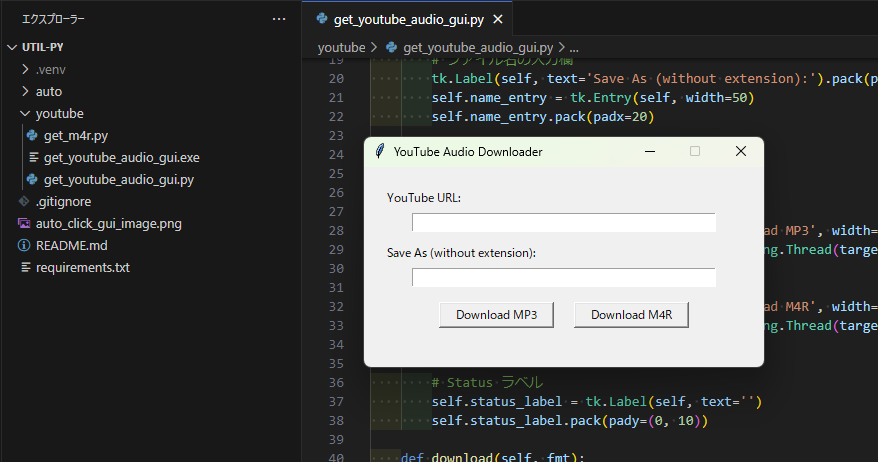 エクスプローラー
get_youtube_audio_gui.py
UTIL-PY
.venv
auto
youtube
get_m4r.py
get_youtube_audio_gui.exe
get_youtube_audio_gui.py
.gitignore
auto_click_gui_image.png
README.md
requirements.txt
youtube > get_youtube_audio_gui.py > ...
19 # ファイル名の入力欄
20 tk.Label(self, text='Save As (without extension):').pack(p
21 self.name_entry = tk.Entry(self, width=50)
22 self.name_entry.pack(padx=20)
23
24
25
26
27
28 ad MP3', width=
29 ng.Thread(targe
30
31
32 ad M4R', width=
33 ng.Thread(targe
34
35
36 # Status ラベル
37 self.status_label = tk.Label(self, text='')
38 self.status_label.pack(pady=(0, 10))
39
40 def download(self, fmt):
YouTube Audio Downloader
YouTube URL:
Save As (without extension):
Download MP3 Download M4R